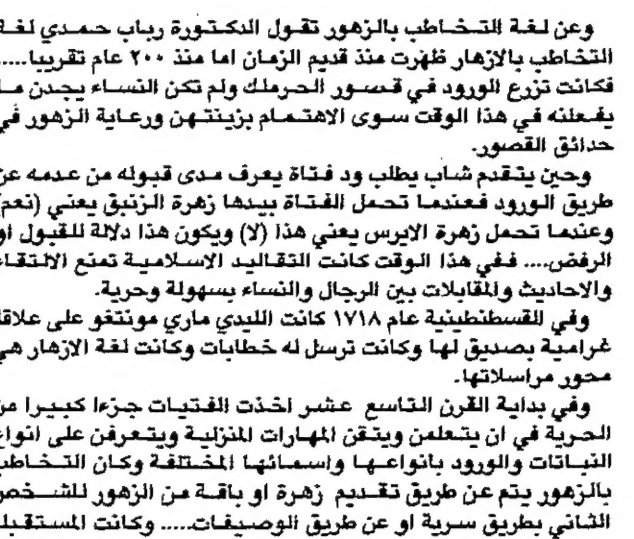 وعن لغة التخاطب بالزهور تقول الدكتورة رباب حمدي لغة
التخاطب بالازهار ظهرت منذ قديم الزمان اما منذ ٢٠٠ عام تقريبا.....
فكانت تزرع الورود في قصور الحرملك ولم تكن النساء يجدن ما
يفعلنه في هذا الوقت سوى الاهتمام بزينتهن ورعاية الزهور في
حدائق القصور.
وحين يتقدم شاب يطلب ود فتاة يعرف مدى قبوله من عدمه عن
طريق الورود فعندما تحمل الفتاة بيدها زهرة الزنبق يعني (نعم)
وعندما تحمل زهرة الايرس يعني هذا (لا) ويكون هذا دلالة للقبول او
الرفض.... ففي هذا الوقت كانت التقاليد الاسلامية تمنع الالتقاء
والاحاديث والمقابلات بين الرجال والنساء بسهولة وحرية.
وفي القسطنطينية عام ١٧١٨ كانت الليدي ماري مونتغو على علاقة
غرامية بصديق لها وكانت ترسل له خطابات وكانت لغة الازهار هي
محور مراسلاتها.
وفي بداية القرن التاسع عشر اخذت الفتيات جزءا كبيرا من
الحرية في ان يتعلمن ويتقن المهارات المنزلية ويتعرفن على انواع
النباتات والورود بانواعها واسمائها المختلفة وكان التخاطب
بالزهور يتم عن طريق تقديم زهرة او باقة من الزهور للشخص
الثاني بطريق سرية او عن طريق الوصيفات..... وكانت المستقبلة